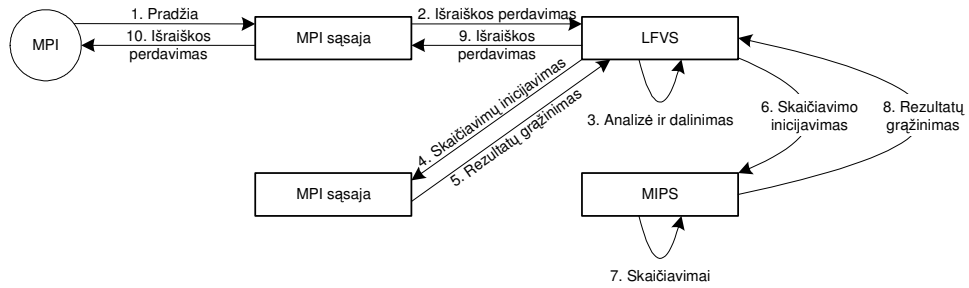 1. Pradžia
2. Išraiškos perdavimas
MPI
MPI sąsaja
LFVS
10. Išraiškos
perdavimas
9. Išraiškos
perdavimas
4. Skaičiavimų inicijavimas
5. Rezultatų grąžinimas
3. Analizė ir dalinimas
6. Skaičiavimo
inicijavimas
8. Rezultatų
grąžinimas
MPI sąsaja
MIPS
7. Skaičiavimai